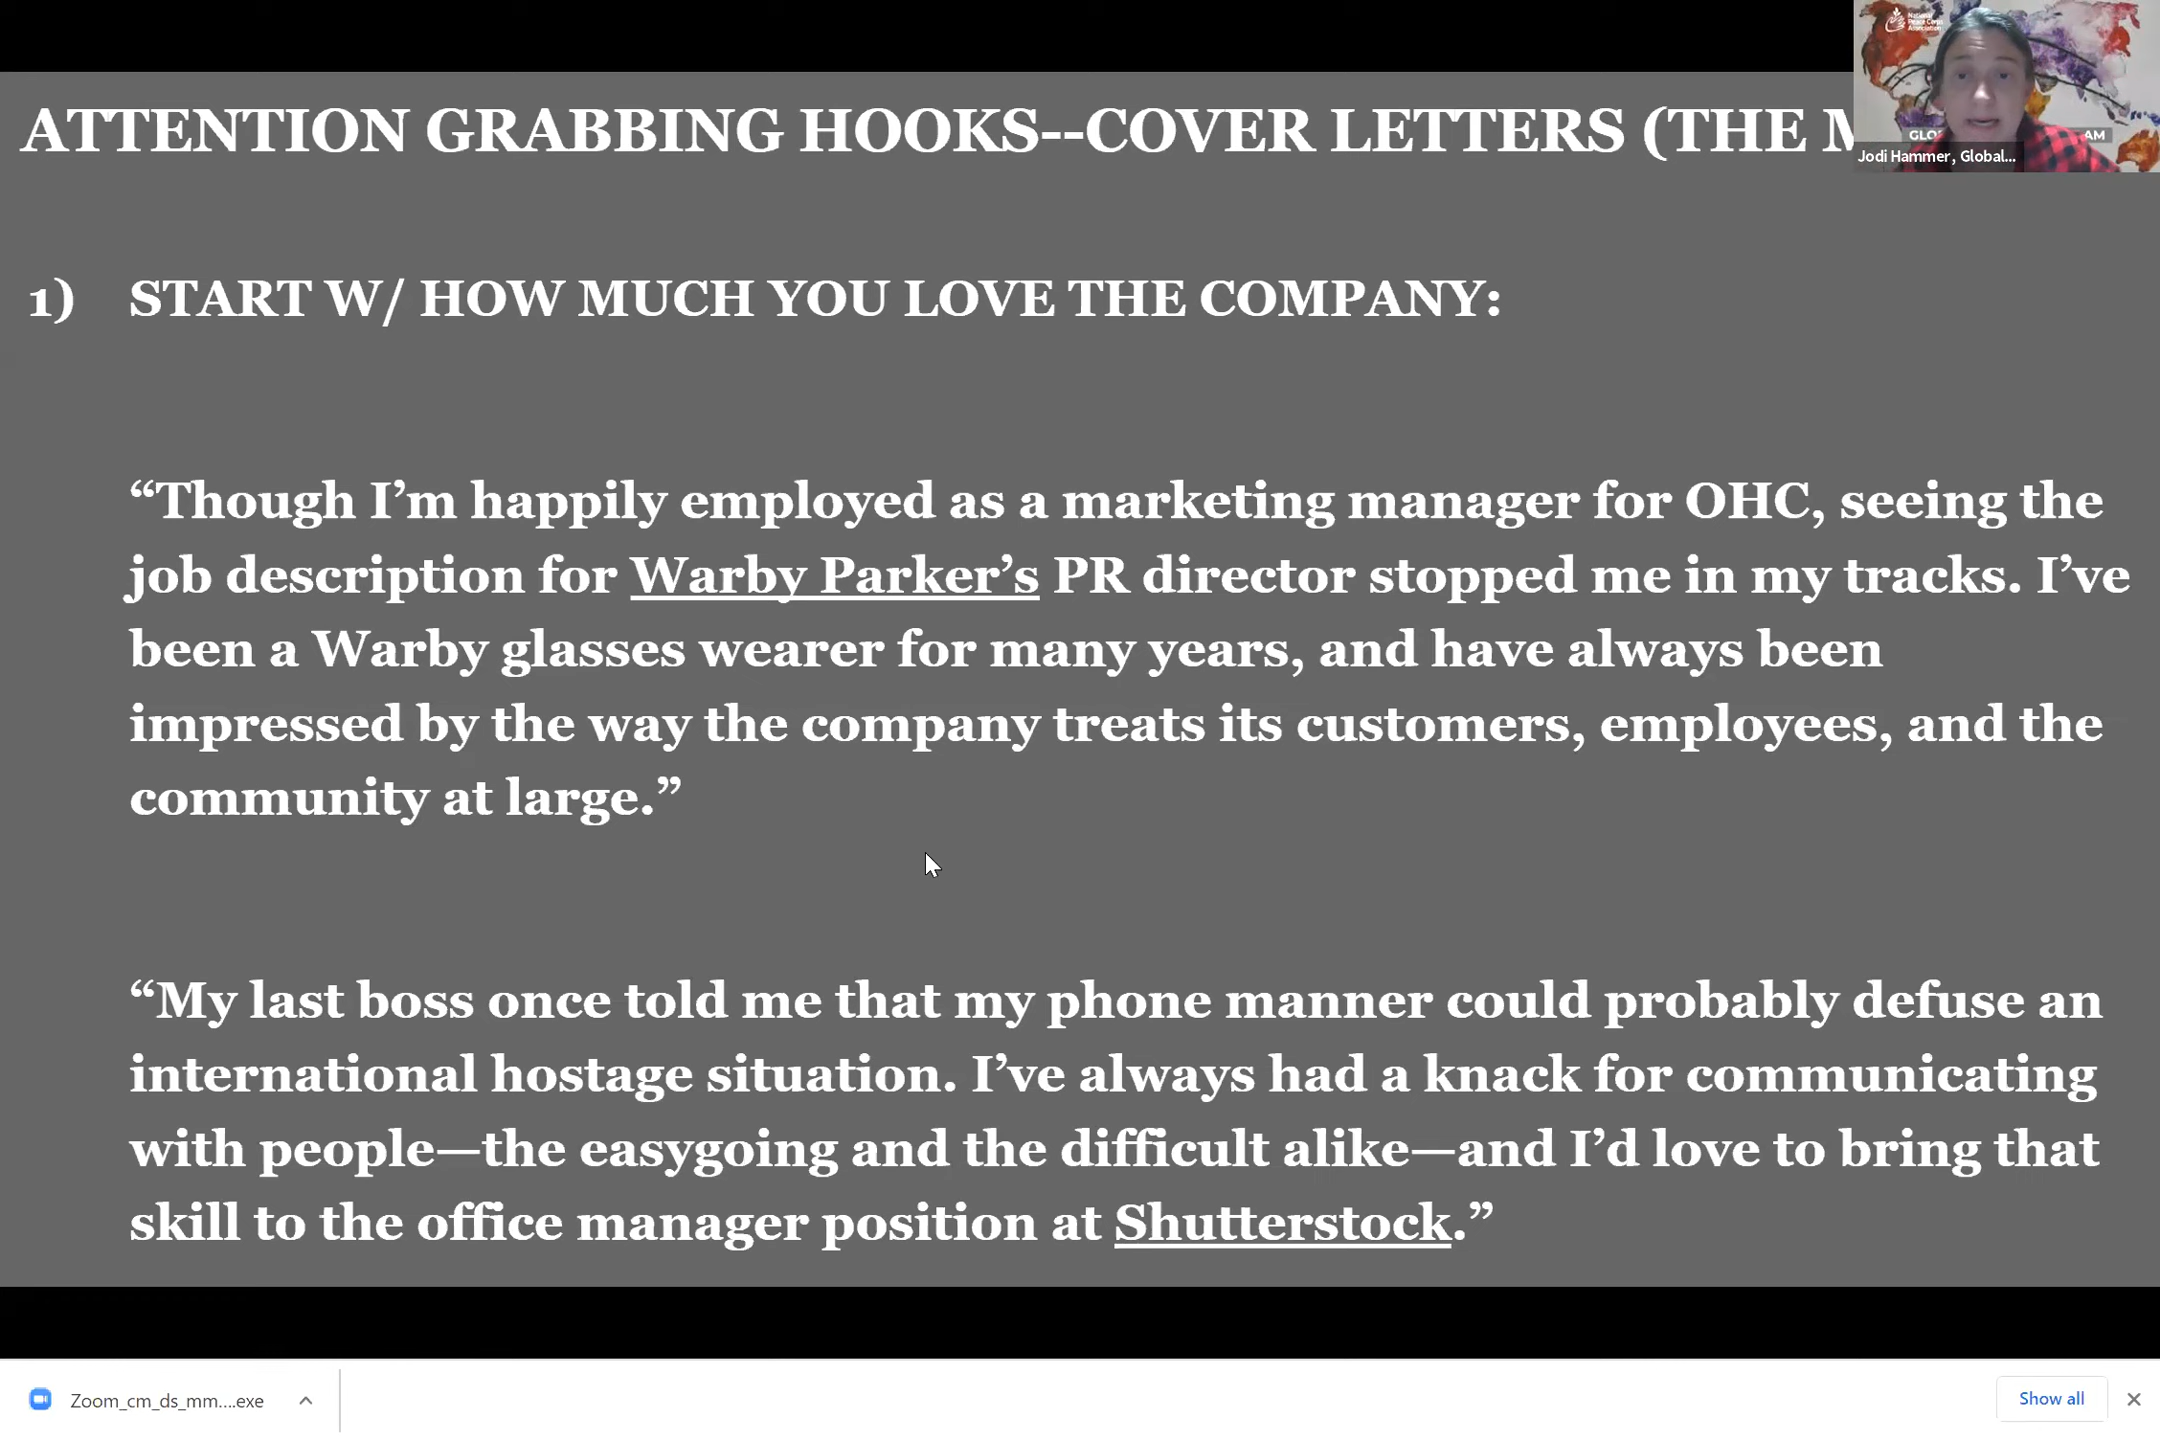 National
Peace Corps
Association
ATTENTION GRABBING HOOKS--COVER LETTERS (THE
GLO
AM
Jodi Hammer, Global...
1) START W/ HOW MUCH YOU LOVE THE COMPANY:
“Though I’m happily employed as a marketing manager for OHC, seeing the
job description for Warby Parker’s PR director stopped me in my tracks. I’ve
been a Warby glasses wearer for many years, and have always been
impressed by the way the company treats its customers, employees, and the
community at large.”
“My last boss once told me that my phone manner could probably defuse an
international hostage situation. I’ve always had a knack for communicating
with people—the easygoing and the difficult alike—and I’d love to bring that
skill to the office manager position at Shutterstock.”
Zoom_cm_ds_mm....exe
Show all